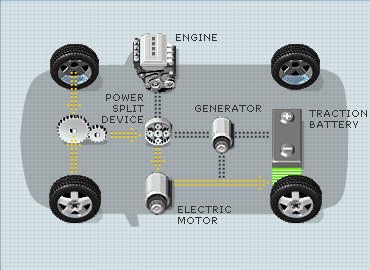 ENGINE
POWER
SPLIT
DEVICE
GENERATOR
TRACTION
BATTERY
ELECTRIC
MOTOR